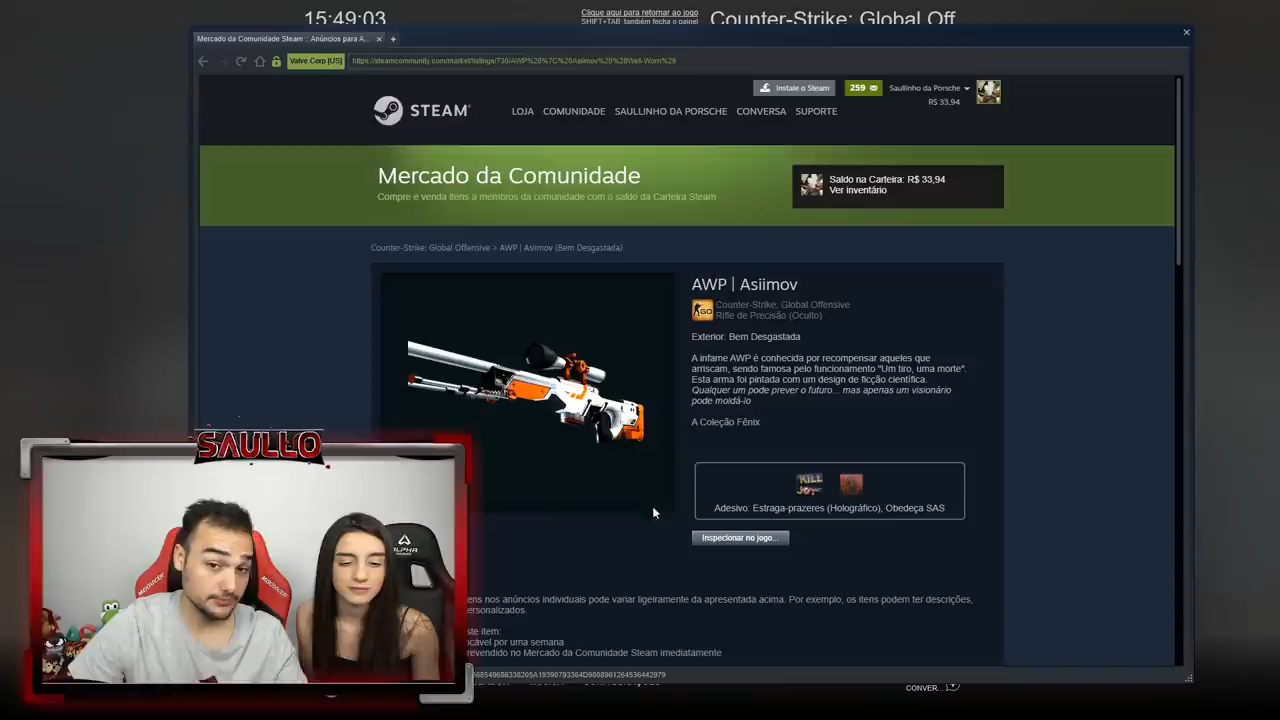 15:49:03
Clique aqui para retornar ao jogo
SHIFT+TAB também fecha o painel
Counter-Strike: Global Off
Mercado da Comunidade Steam :: Anúncios para A...
Valve Corp [US]
https://steamcommunity.com/market/listings/730/AWP%20%7C%20Asiimov%20%28Well-Worn%29
STEAM
Instale o Steam
259
Saullinho da Porsche
R$ 33,94
LOJA COMUNIDADE SAULLINHO DA PORSCHE CONVERSA SUPORTE
Mercado da Comunidade
Compre e venda itens a membros da comunidade com o saldo da Carteira Steam
Saldo na Carteira: R$ 33,94
Ver inventário
Counter-Strike: Global Offensive > AWP | Asiimov (Bem Desgastada)
AWP | Asiimov
GO
Counter-Strike: Global Offensive
Rifle de Precisão (Oculto)
Exterior: Bem Desgastada
A infame AWP é conhecida por recompensar aqueles que
arriscam, sendo famosa pelo funcionamento "Um tiro, uma morte".
Esta arma foi pintada com um design de ficção científica.
Qualquer um pode prever o futuro... mas apenas um visionário
pode moldá-lo
A Coleção Fênix
KILL
JOY
Adesivo: Estraga-prazeres (Holográfico), Obedeça SAS
Inspecionar no jogo...
ens nos anúncios individuais pode variar ligeiramente da apresentada acima. Por exemplo, os itens podem ter descrições,
ersonalizados.
ste item:
ocável por uma semana
revendido no Mercado da Comunidade Steam imediatamente
SAULLO
ALPHA
CONVER...